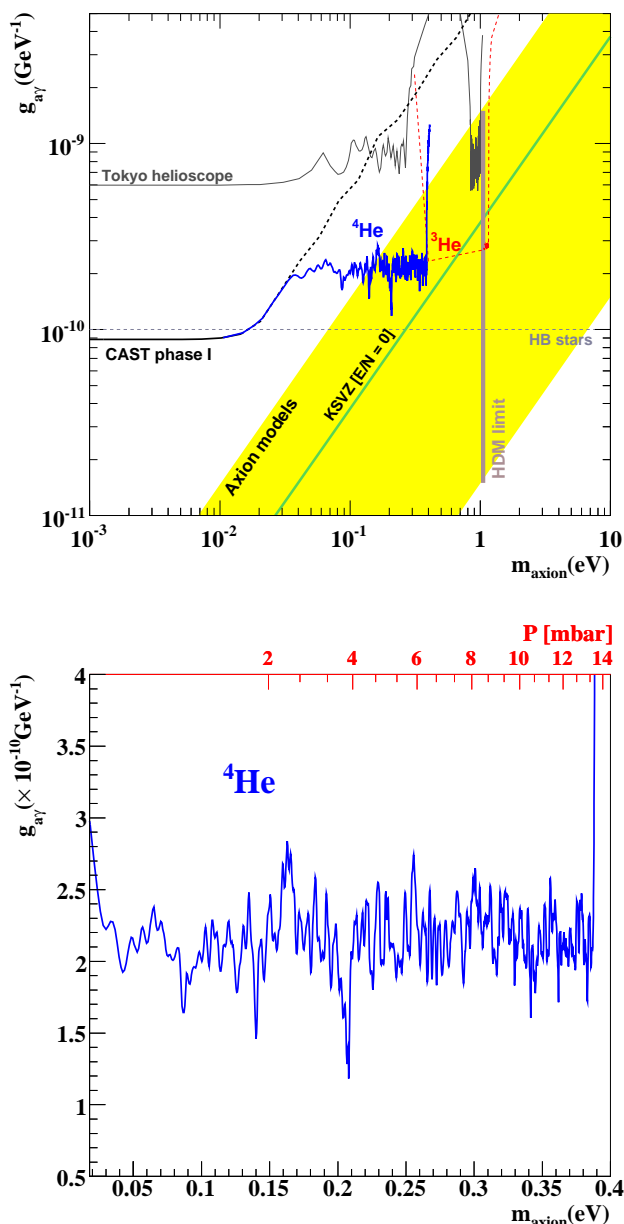 g_aγ(GeV⁻¹)
10⁻⁹
10⁻¹⁰
10⁻¹¹
Tokyo helioscope
⁴He
³He
CAST phase I
HB stars
Axion models
KSVZ [E/N = 0]
HDM limit
10⁻³ 10⁻² 10⁻¹ 1 10
m_axion(eV)
P [mbar]
2 4 6 8 10 12 14
g_aγ(× 10⁻¹⁰GeV⁻¹)
4
3.5
3
2.5
2
1.5
1
0.5
⁴He
0.05 0.1 0.15 0.2 0.25 0.3 0.35 0.4
m_axion(eV)